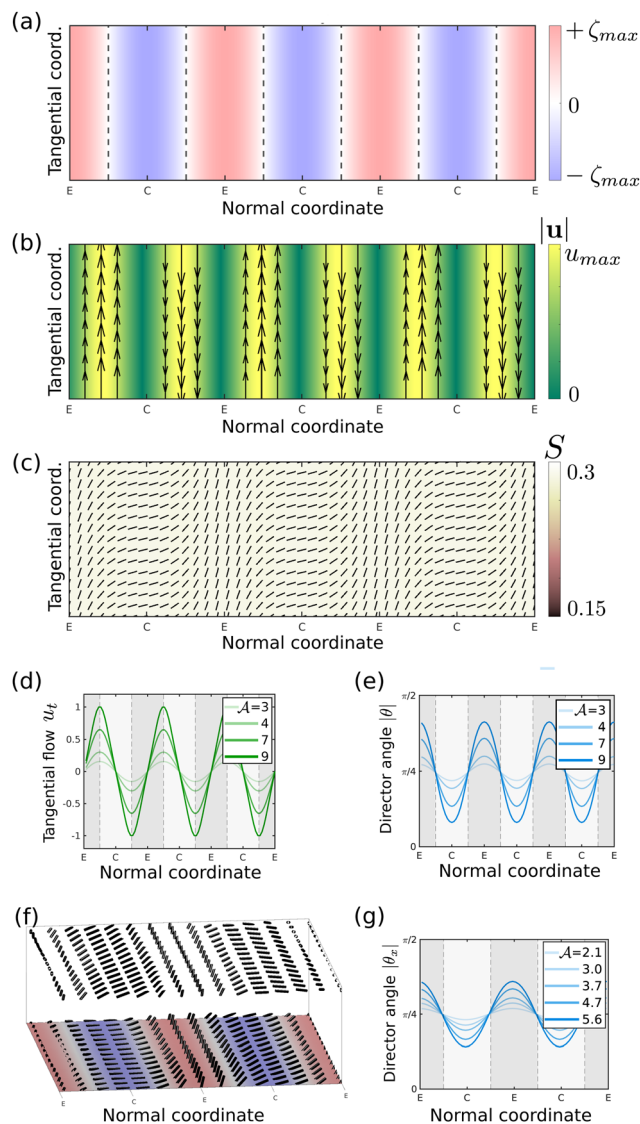 (a)
Tangential coord.
+ ζmax
0
− ζmax
E C E C E C E
Normal coordinate
(b)
Tangential coord.
|u|
umax
0
E C E C E C E
Normal coordinate
(c)
Tangential coord.
S
0.3
0.15
E C E C E C E
Normal coordinate
(d)
Tangential flow ut
1
0.5
0
-0.5
-1
𝒜=3
4
7
9
E C E C E C E
Normal coordinate
(e)
Director angle |θ|
π/2
π/4
0
𝒜=3
4
7
9
E C E C E C E
Normal coordinate
(f)
E C E C E
Normal coordinate
(g)
Director angle |θx|
π/2
π/4
0
𝒜=2.1
3.0
3.7
4.7
5.6
E C E C E
Normal coordinate